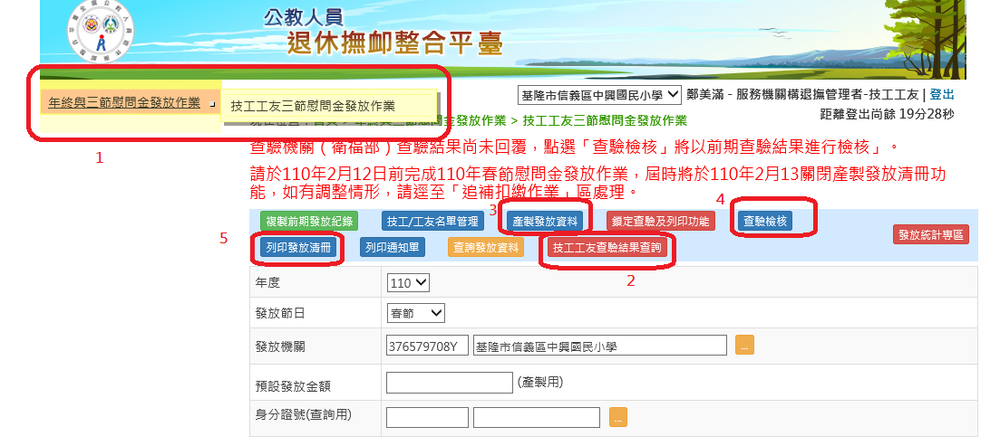 公教人員
退休撫卹整合平臺
年終與三節慰問金發放作業
技工工友三節慰問金發放作業
基隆市信義區中興國民小學 鄭美滿 - 服務機關構退撫管理者-技工工友 | 登出
距離登出尚餘 19分28秒
金發放作業 > 技工工友三節慰問金發放作業
1
查驗機關（衛福部）查驗結果尚未回覆，點選「查驗檢核」將以前期查驗結果進行檢核」。
請於110年2月12日前完成110年春節慰問金發放作業，屆時將於110年2月13關閉產製發放清冊功
能，如有調整情形，請逕至「追補扣繳作業」區處理。
3
4
複製前期發放紀錄 技工/工友名單管理 產製發放資料 鎖定查驗及列印功能 查驗檢核
發放統計專區
5
列印發放清冊 列印通知單 查詢發放資料 技工工友查驗結果查詢
2
年度 110
發放節日 春節
發放機關 376579708Y 基隆市信義區中興國民小學 ...
預設發放金額 (產製用)
身分證號(查詢用) ...